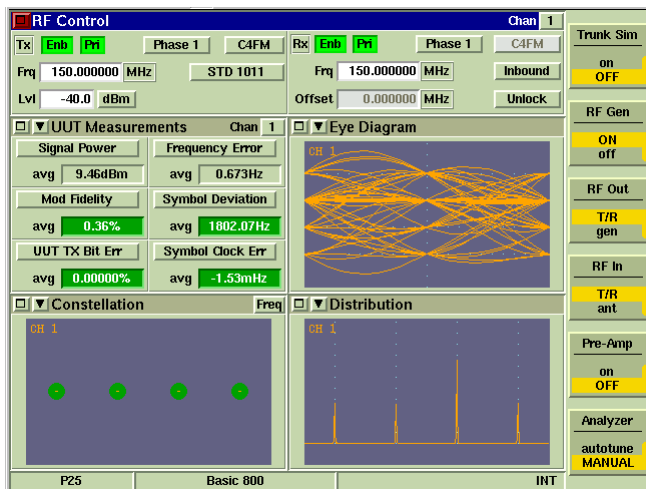 RF Control Chan 1
Tx Enb Pri Phase 1 C4FM
Frq 150.000000 MHz STD 1011
Lvl -40.0 dBm
Rx Enb Pri Phase 1 C4FM
Frq 150.000000 MHz Inbound
Offset 0.000000 MHz Unlock
UUT Measurements Chan 1
Signal Power Frequency Error
avg 9.46dBm avg 0.673Hz
Mod Fidelity Symbol Deviation
avg 0.36% avg 1802.07Hz
UUT TX Bit Err Symbol Clock Err
avg 0.00000% avg -1.53mHz
Eye Diagram
CH 1
Constellation Freq
CH 1
Distribution
CH 1
P25 Basic 800 INT
Trunk Sim
on
OFF
RF Gen
ON
off
RF Out
T/R
gen
RF In
T/R
ant
Pre-Amp
on
OFF
Analyzer
autotune
MANUAL